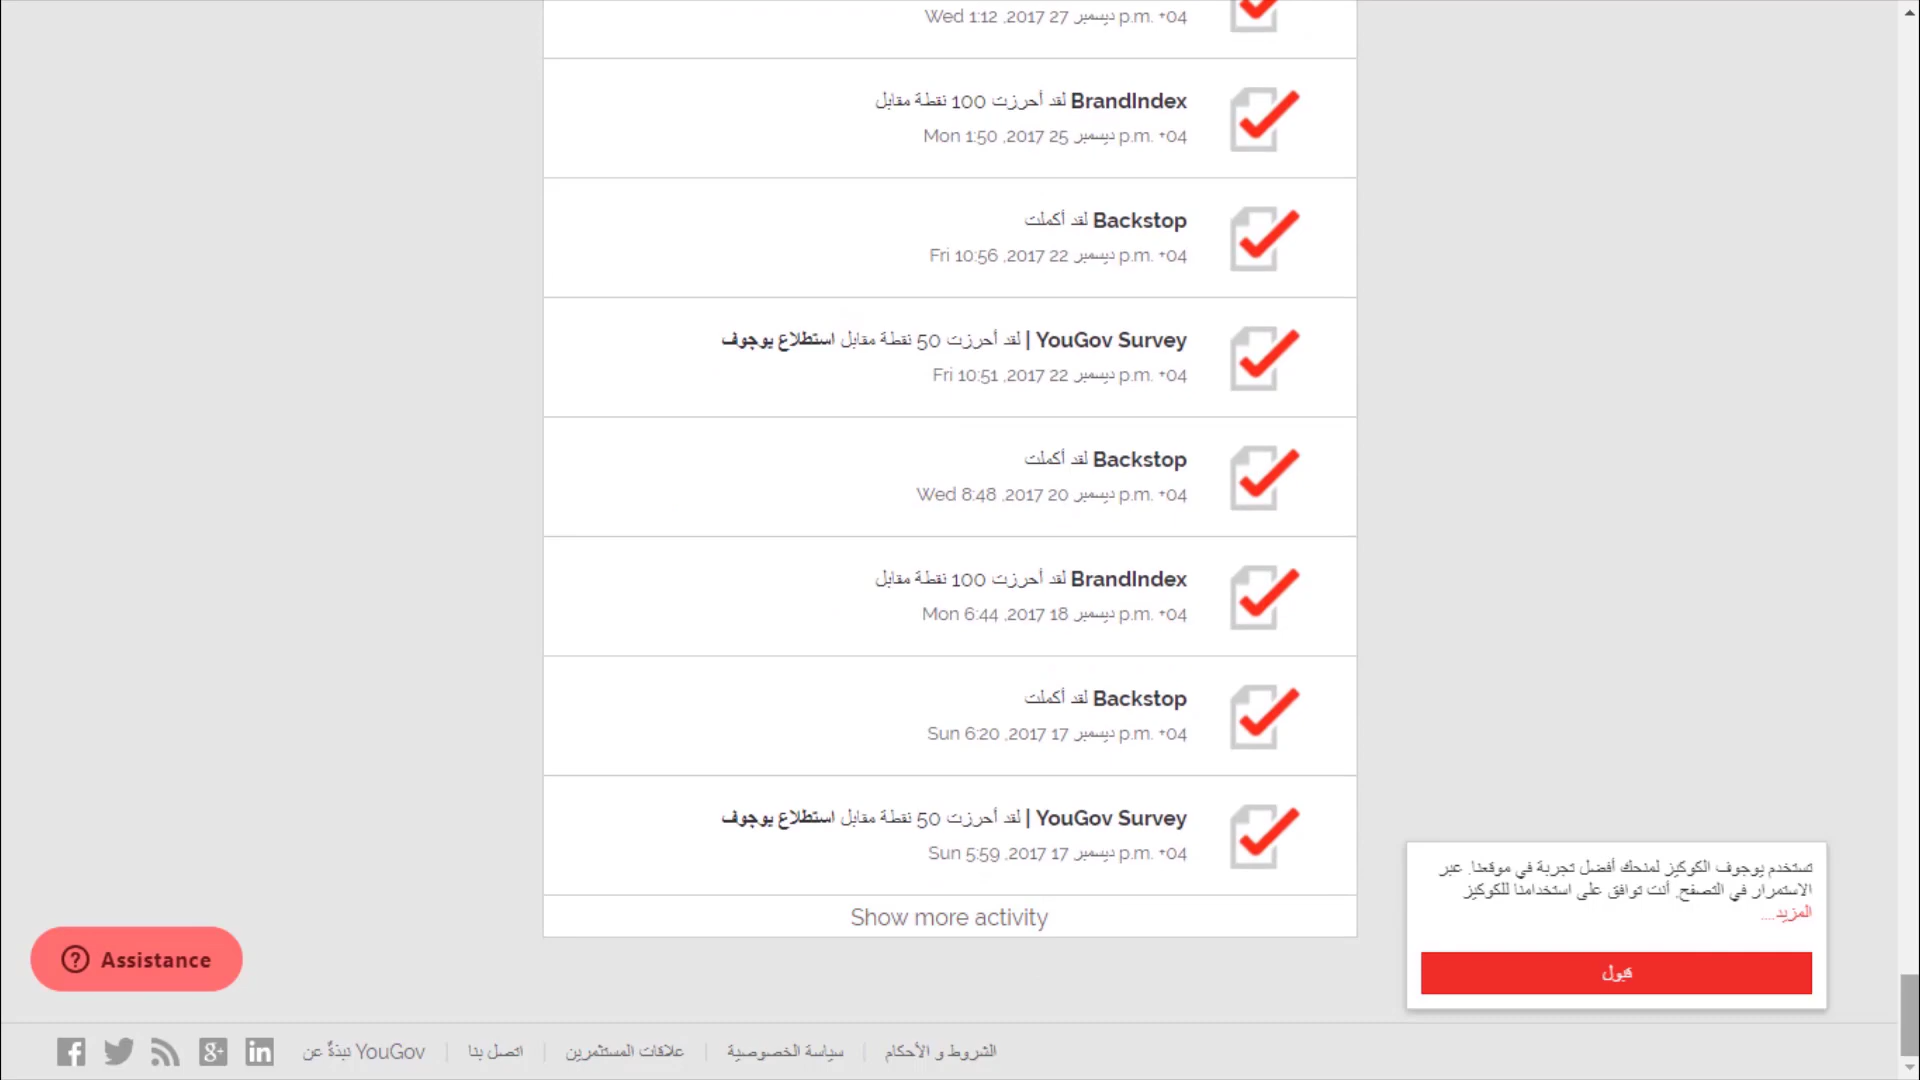 Wed 1:12 ,2017 27 ديسمبر p.m. +04
BrandIndex لقد أحرزت 100 نقطة مقابل
Mon 1:50 ,2017 25 ديسمبر p.m. +04
Backstop لقد أكملت
Fri 10:56 ,2017 22 ديسمبر p.m. +04
YouGov Survey | لقد أحرزت 50 نقطة مقابل استطلاع يوجوف
Fri 10:51 ,2017 22 ديسمبر p.m. +04
Backstop لقد أكملت
Wed 8:48 ,2017 20 ديسمبر p.m. +04
BrandIndex لقد أحرزت 100 نقطة مقابل
Mon 6:44 ,2017 18 ديسمبر p.m. +04
Backstop لقد أكملت
Sun 6:20 ,2017 17 ديسمبر p.m. +04
YouGov Survey | لقد أحرزت 50 نقطة مقابل استطلاع يوجوف
Sun 5:59 ,2017 17 ديسمبر p.m. +04
Show more activity
تستخدم يوجوف الكوكيز لمنحك أفضل تجربة في موقعنا. عبر
الاستمرار في التصفح, أنت توافق على استخدامنا للكوكيز
المزيد....
قبول
Assistance
نبذةٌ عن YouGov | اتصل بنا | علاقات المستثمرين | سياسة الخصوصية | الشروط و الأحكام